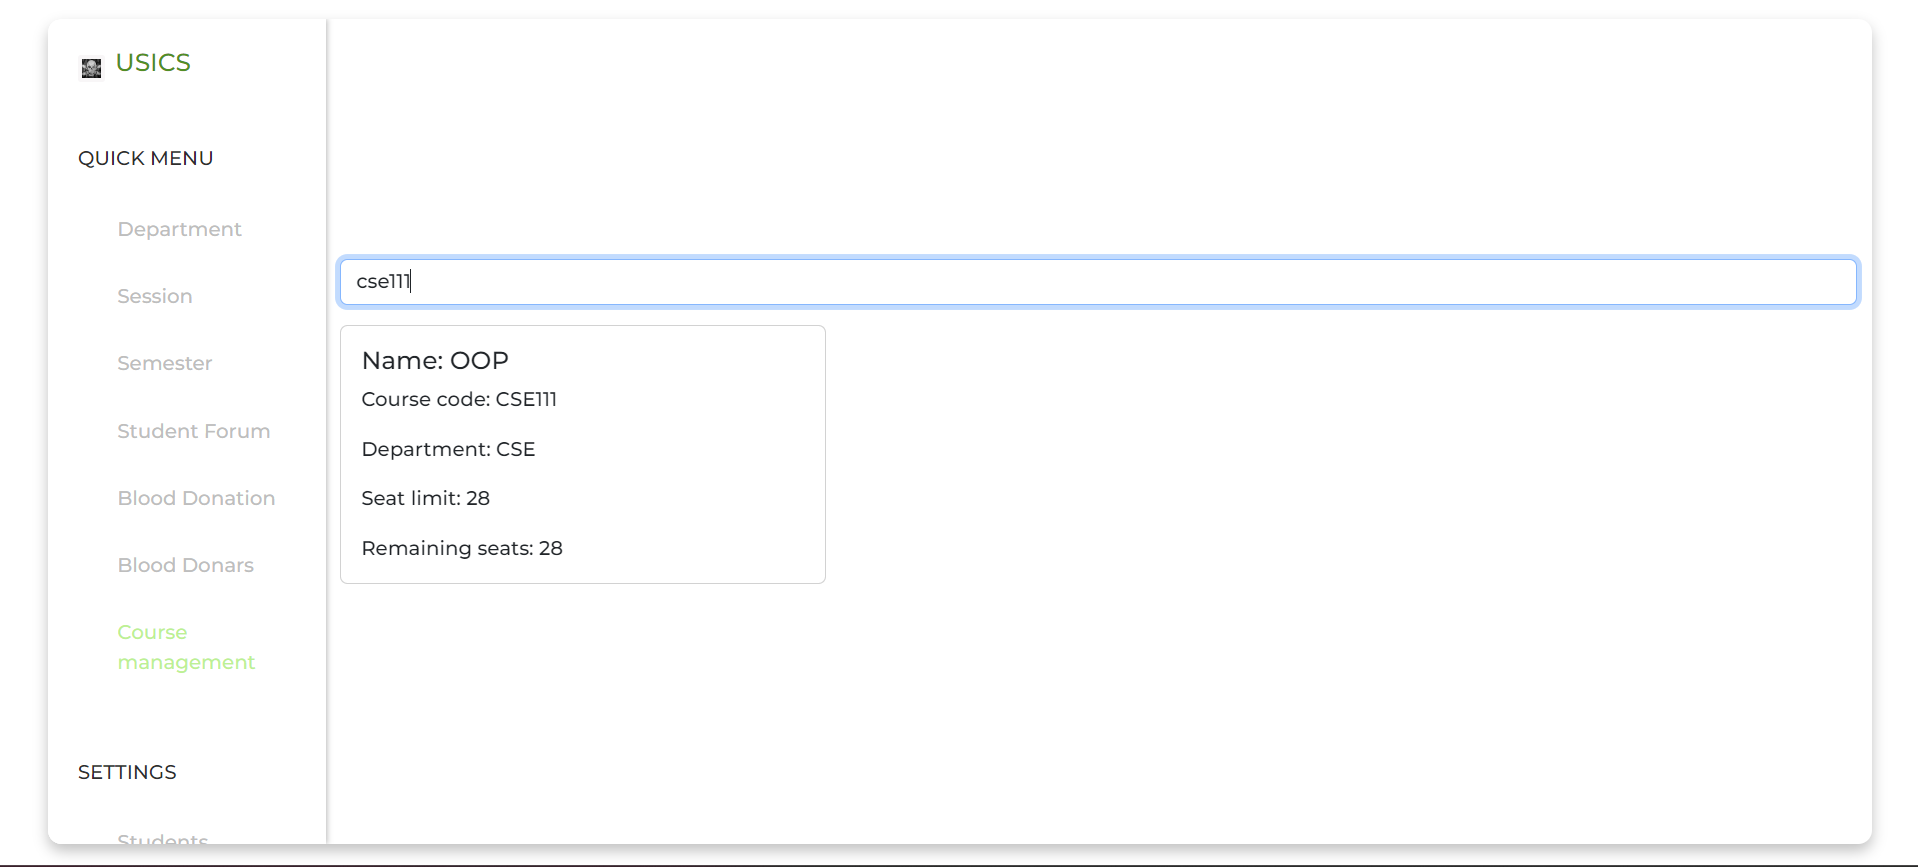 USICS
QUICK MENU
Department
Session
Semester
Student Forum
Blood Donation
Blood Donars
Course
management
SETTINGS
Students
cse111
Name: OOP
Course code: CSE111
Department: CSE
Seat limit: 28
Remaining seats: 28